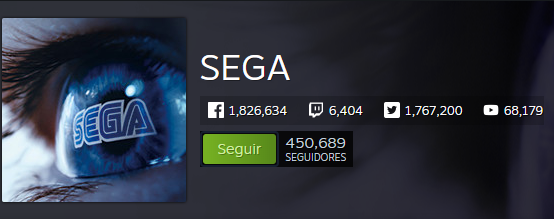 SEGA
SEGA
1,826,634 6,404 1,767,200 68,179
Seguir 450,689
SEGUIDORES